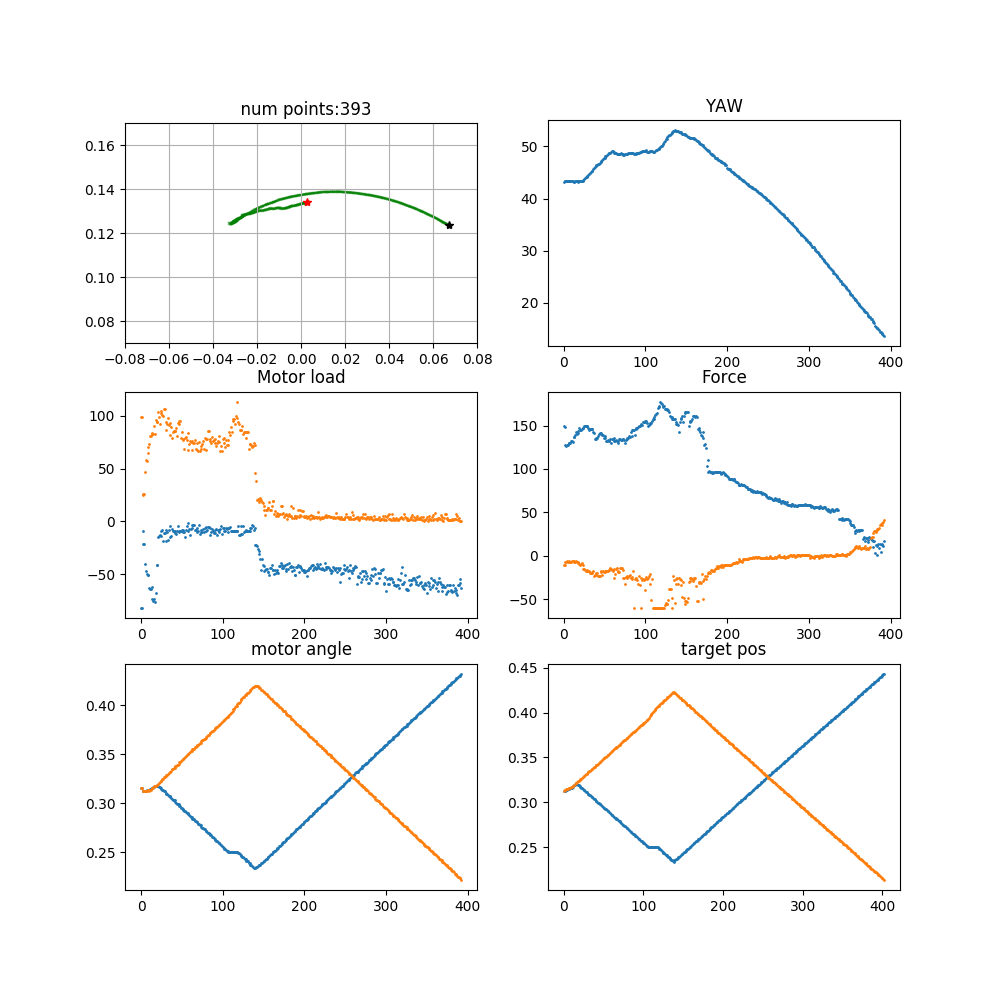 num points:393
0.16
0.14
0.12
0.10
0.08
−0.08 −0.06 −0.04 −0.02 0.00 0.02 0.04 0.06 0.08
YAW
50
40
30
20
0 100 200 300 400
Motor load
100
50
0
−50
0 100 200 300 400
Force
150
100
50
0
−50
0 100 200 300 400
motor angle
0.40
0.35
0.30
0.25
0 100 200 300 400
target pos
0.45
0.40
0.35
0.30
0.25
0 100 200 300 400